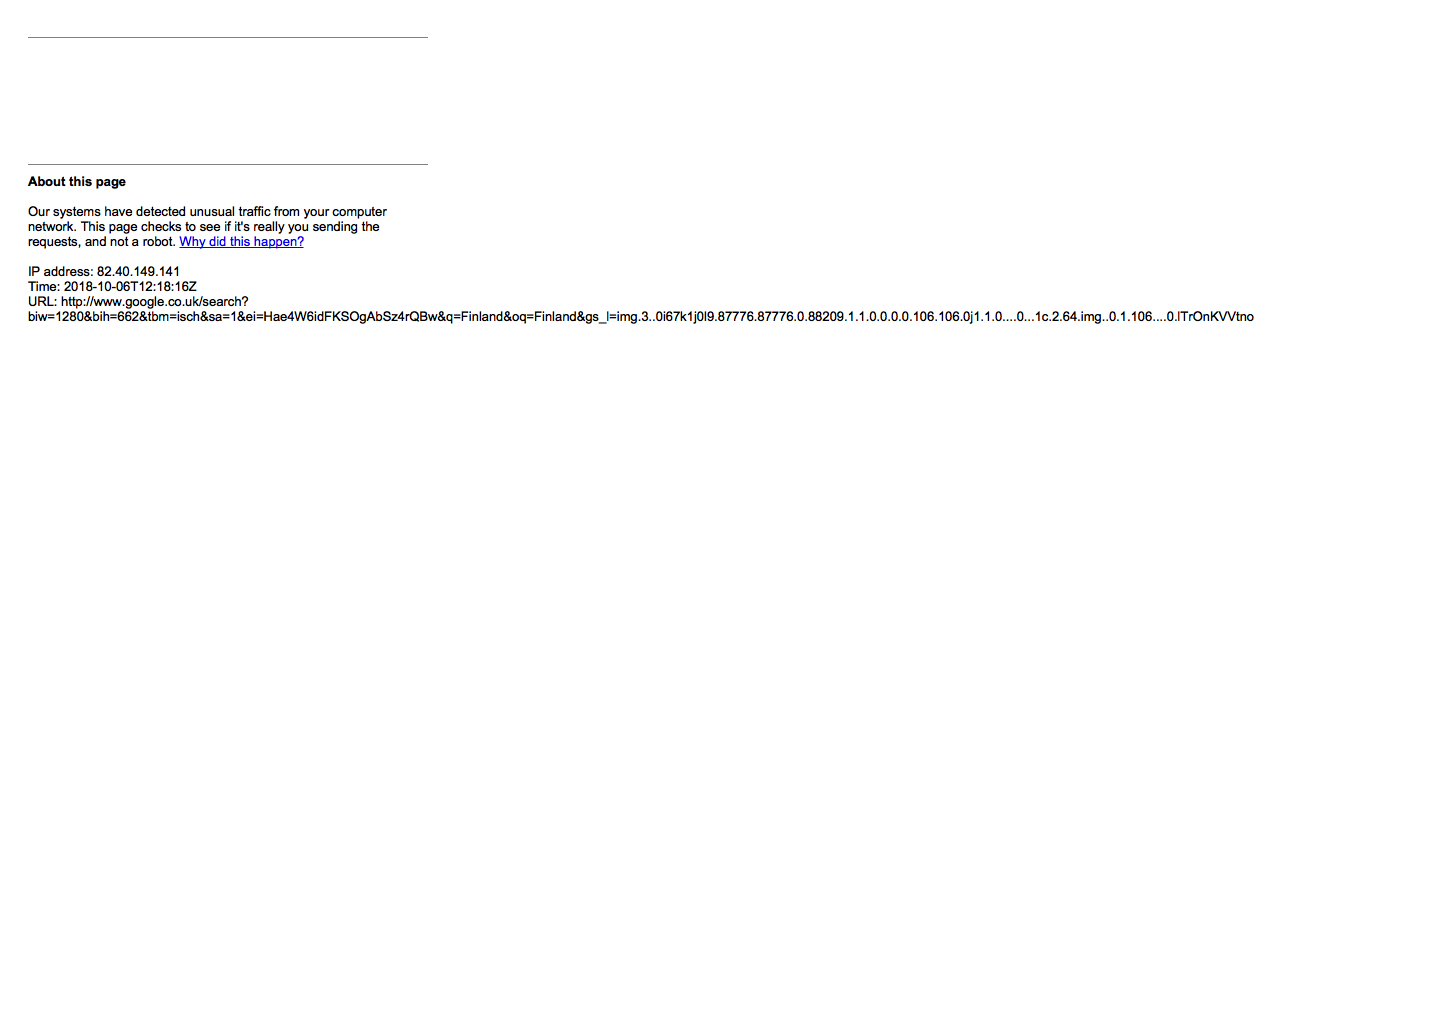 About this page
Our systems have detected unusual traffic from your computer
network. This page checks to see if it's really you sending the
requests, and not a robot. Why did this happen?
IP address: 82.40.149.141
Time: 2018-10-06T12:18:16Z
URL: http://www.google.co.uk/search?
biw=1280&bih=662&tbm=isch&sa=1&ei=Hae4W6idFKSOgAbSz4rQBw&q=Finland&oq=Finland&gs_l=img.3..0i67k1j0l9.87776.87776.0.88209.1.1.0.0.0.0.106.106.0j1.1.0....0...1c.2.64.img..0.1.106....0.lTrOnKVVtno